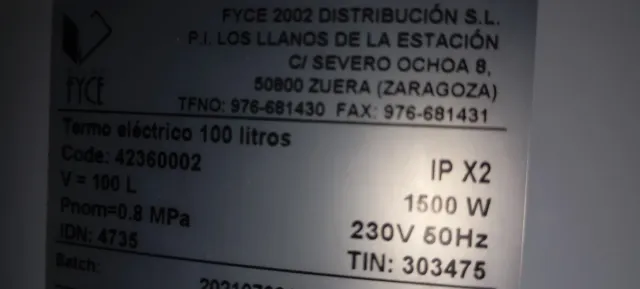 FYCE 2002 DISTRIBUCIÓN S.L.
P.I. LOS LLANOS DE LA ESTACIÓN
C/ SEVERO OCHOA 8,
50800 ZUERA (ZARAGOZA)
TFNO: 976-681430 FAX: 976-681431
FYCE
Termo eléctrico 100 litros
Code: 42360002
V = 100 L
Pnom=0.8 MPa
IDN: 4735
IP X2
1500 W
230V 50Hz
TIN: 303475
Batch: